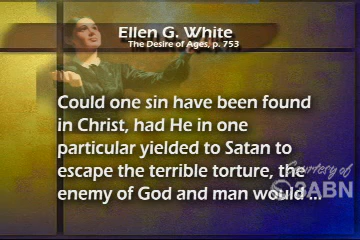 Ellen G. White
The Desire of Ages, p. 753
Could one sin have been found
in Christ, had He in one
particular yielded to Satan to
escape the terrible torture, the
enemy of God and man would ...
Courtesy of
3ABN